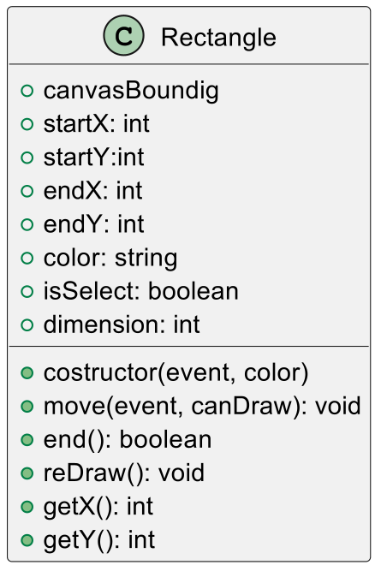 C Rectangle
canvasBoundig
startX: int
startY:int
endX: int
endY: int
color: string
isSelect: boolean
dimension: int
costructor(event, color)
move(event, canDraw): void
end(): boolean
reDraw(): void
getX(): int
getY(): int